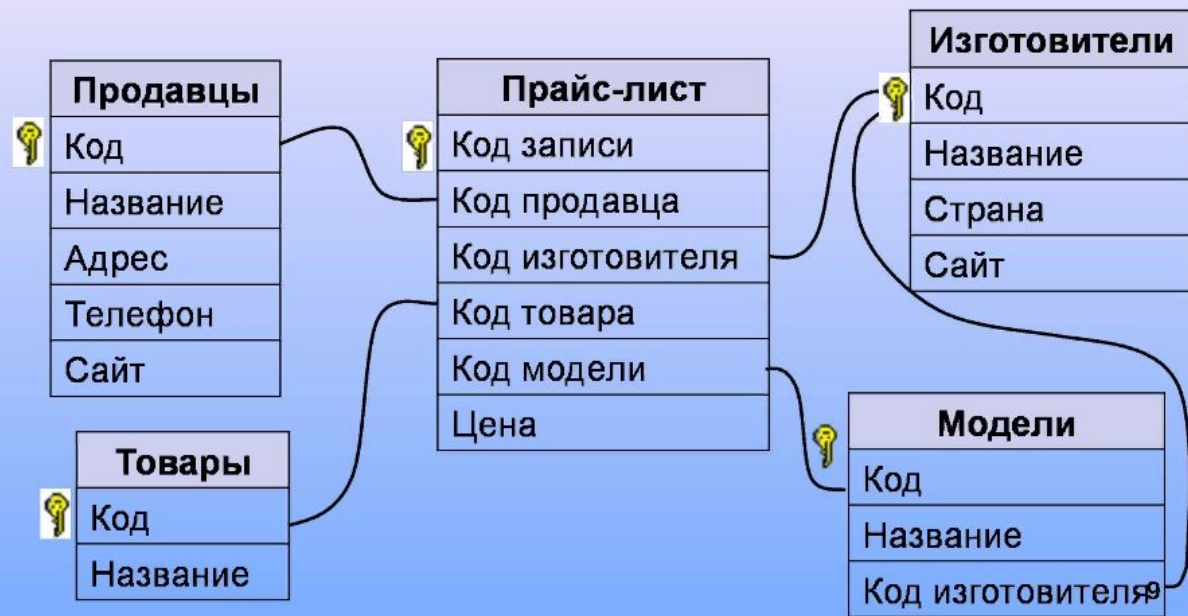 Продавцы
Код
Название
Адрес
Телефон
Сайт
Товары
Код
Название
Прайс-лист
Код записи
Код продавца
Код изготовителя
Код товара
Код модели
Цена
Изготовители
Код
Название
Страна
Сайт
Модели
Код
Название
Код изготовителя
9